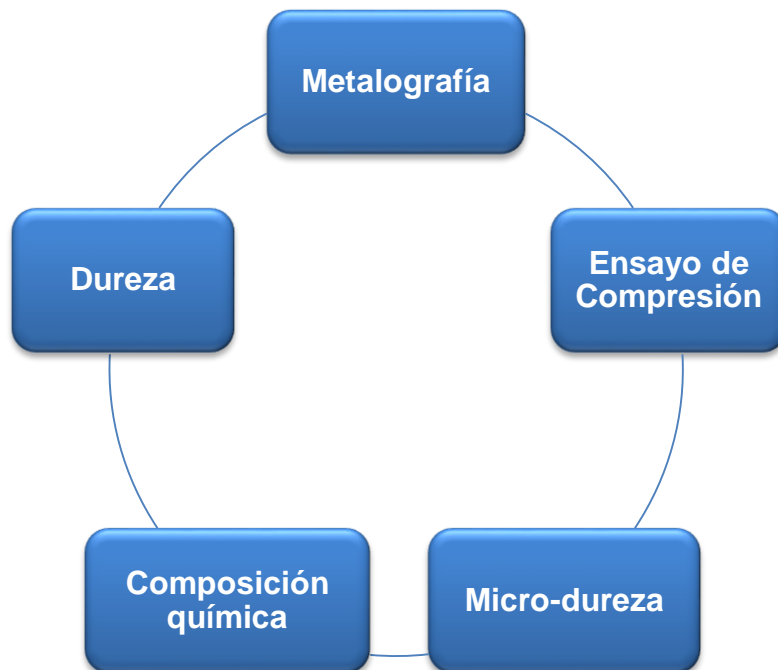 Metalografía
Ensayo de
Compresión
Micro-dureza
Composición
química
Dureza